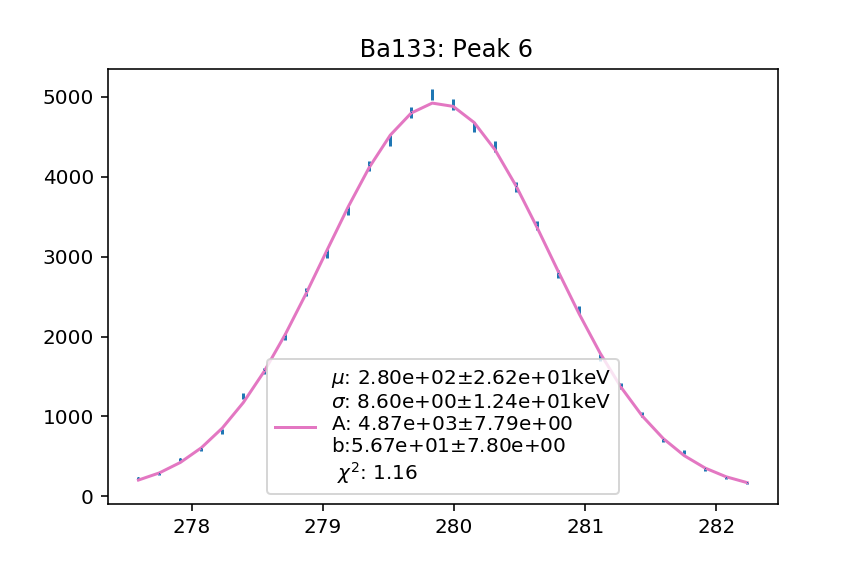 Ba133: Peak 6
5000
4000
3000
2000
1000
0
μ: 2.80e+02±2.62e+01keV
σ: 8.60e+00±1.24e+01keV
A: 4.87e+03±7.79e+00
b:5.67e+01±7.80e+00
χ²: 1.16
278 279 280 281 282